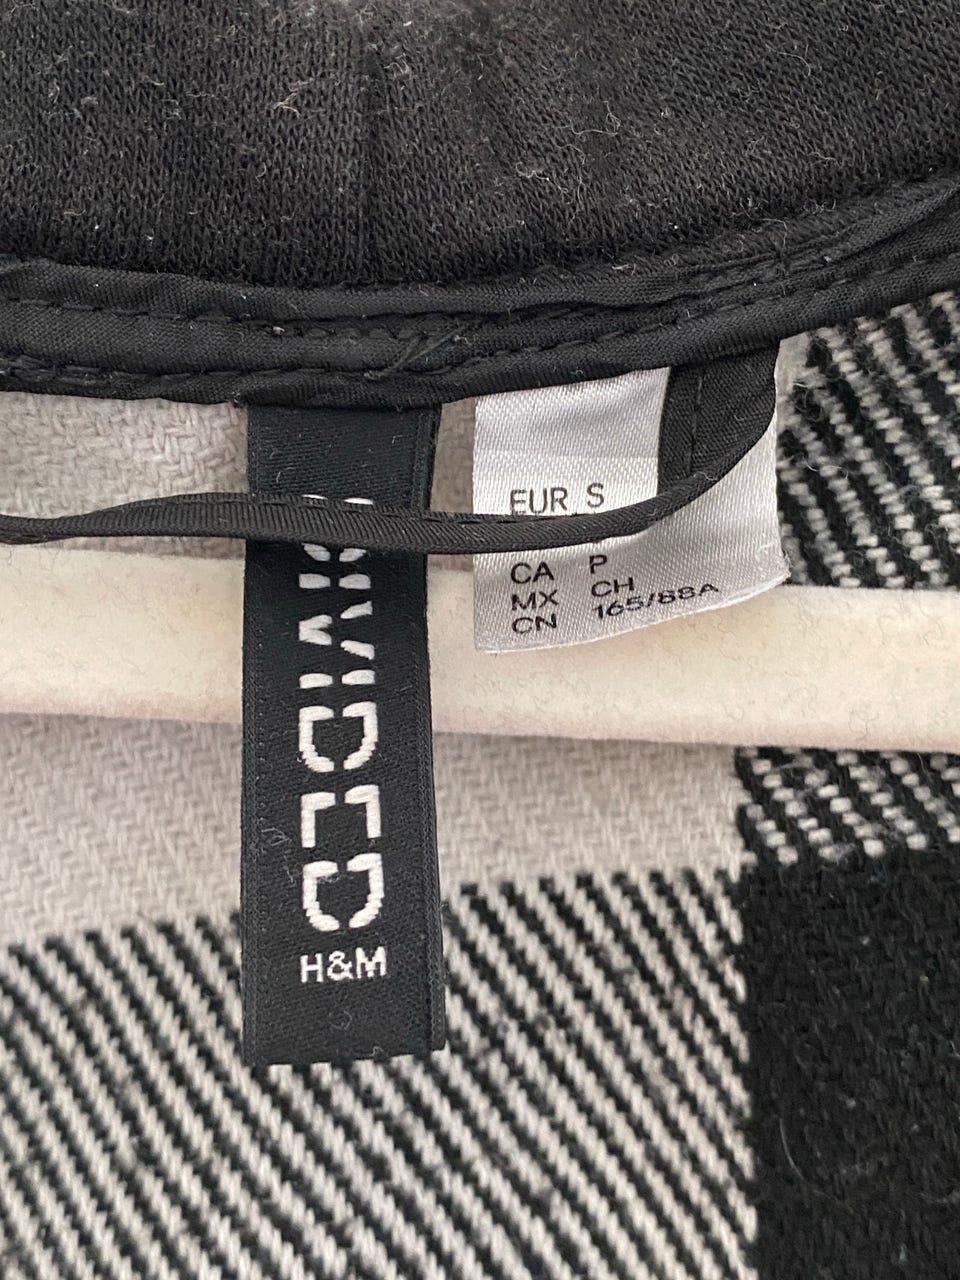 DIVIDED
H&M
EUR S
CA P
MX CH
CN 165/88A